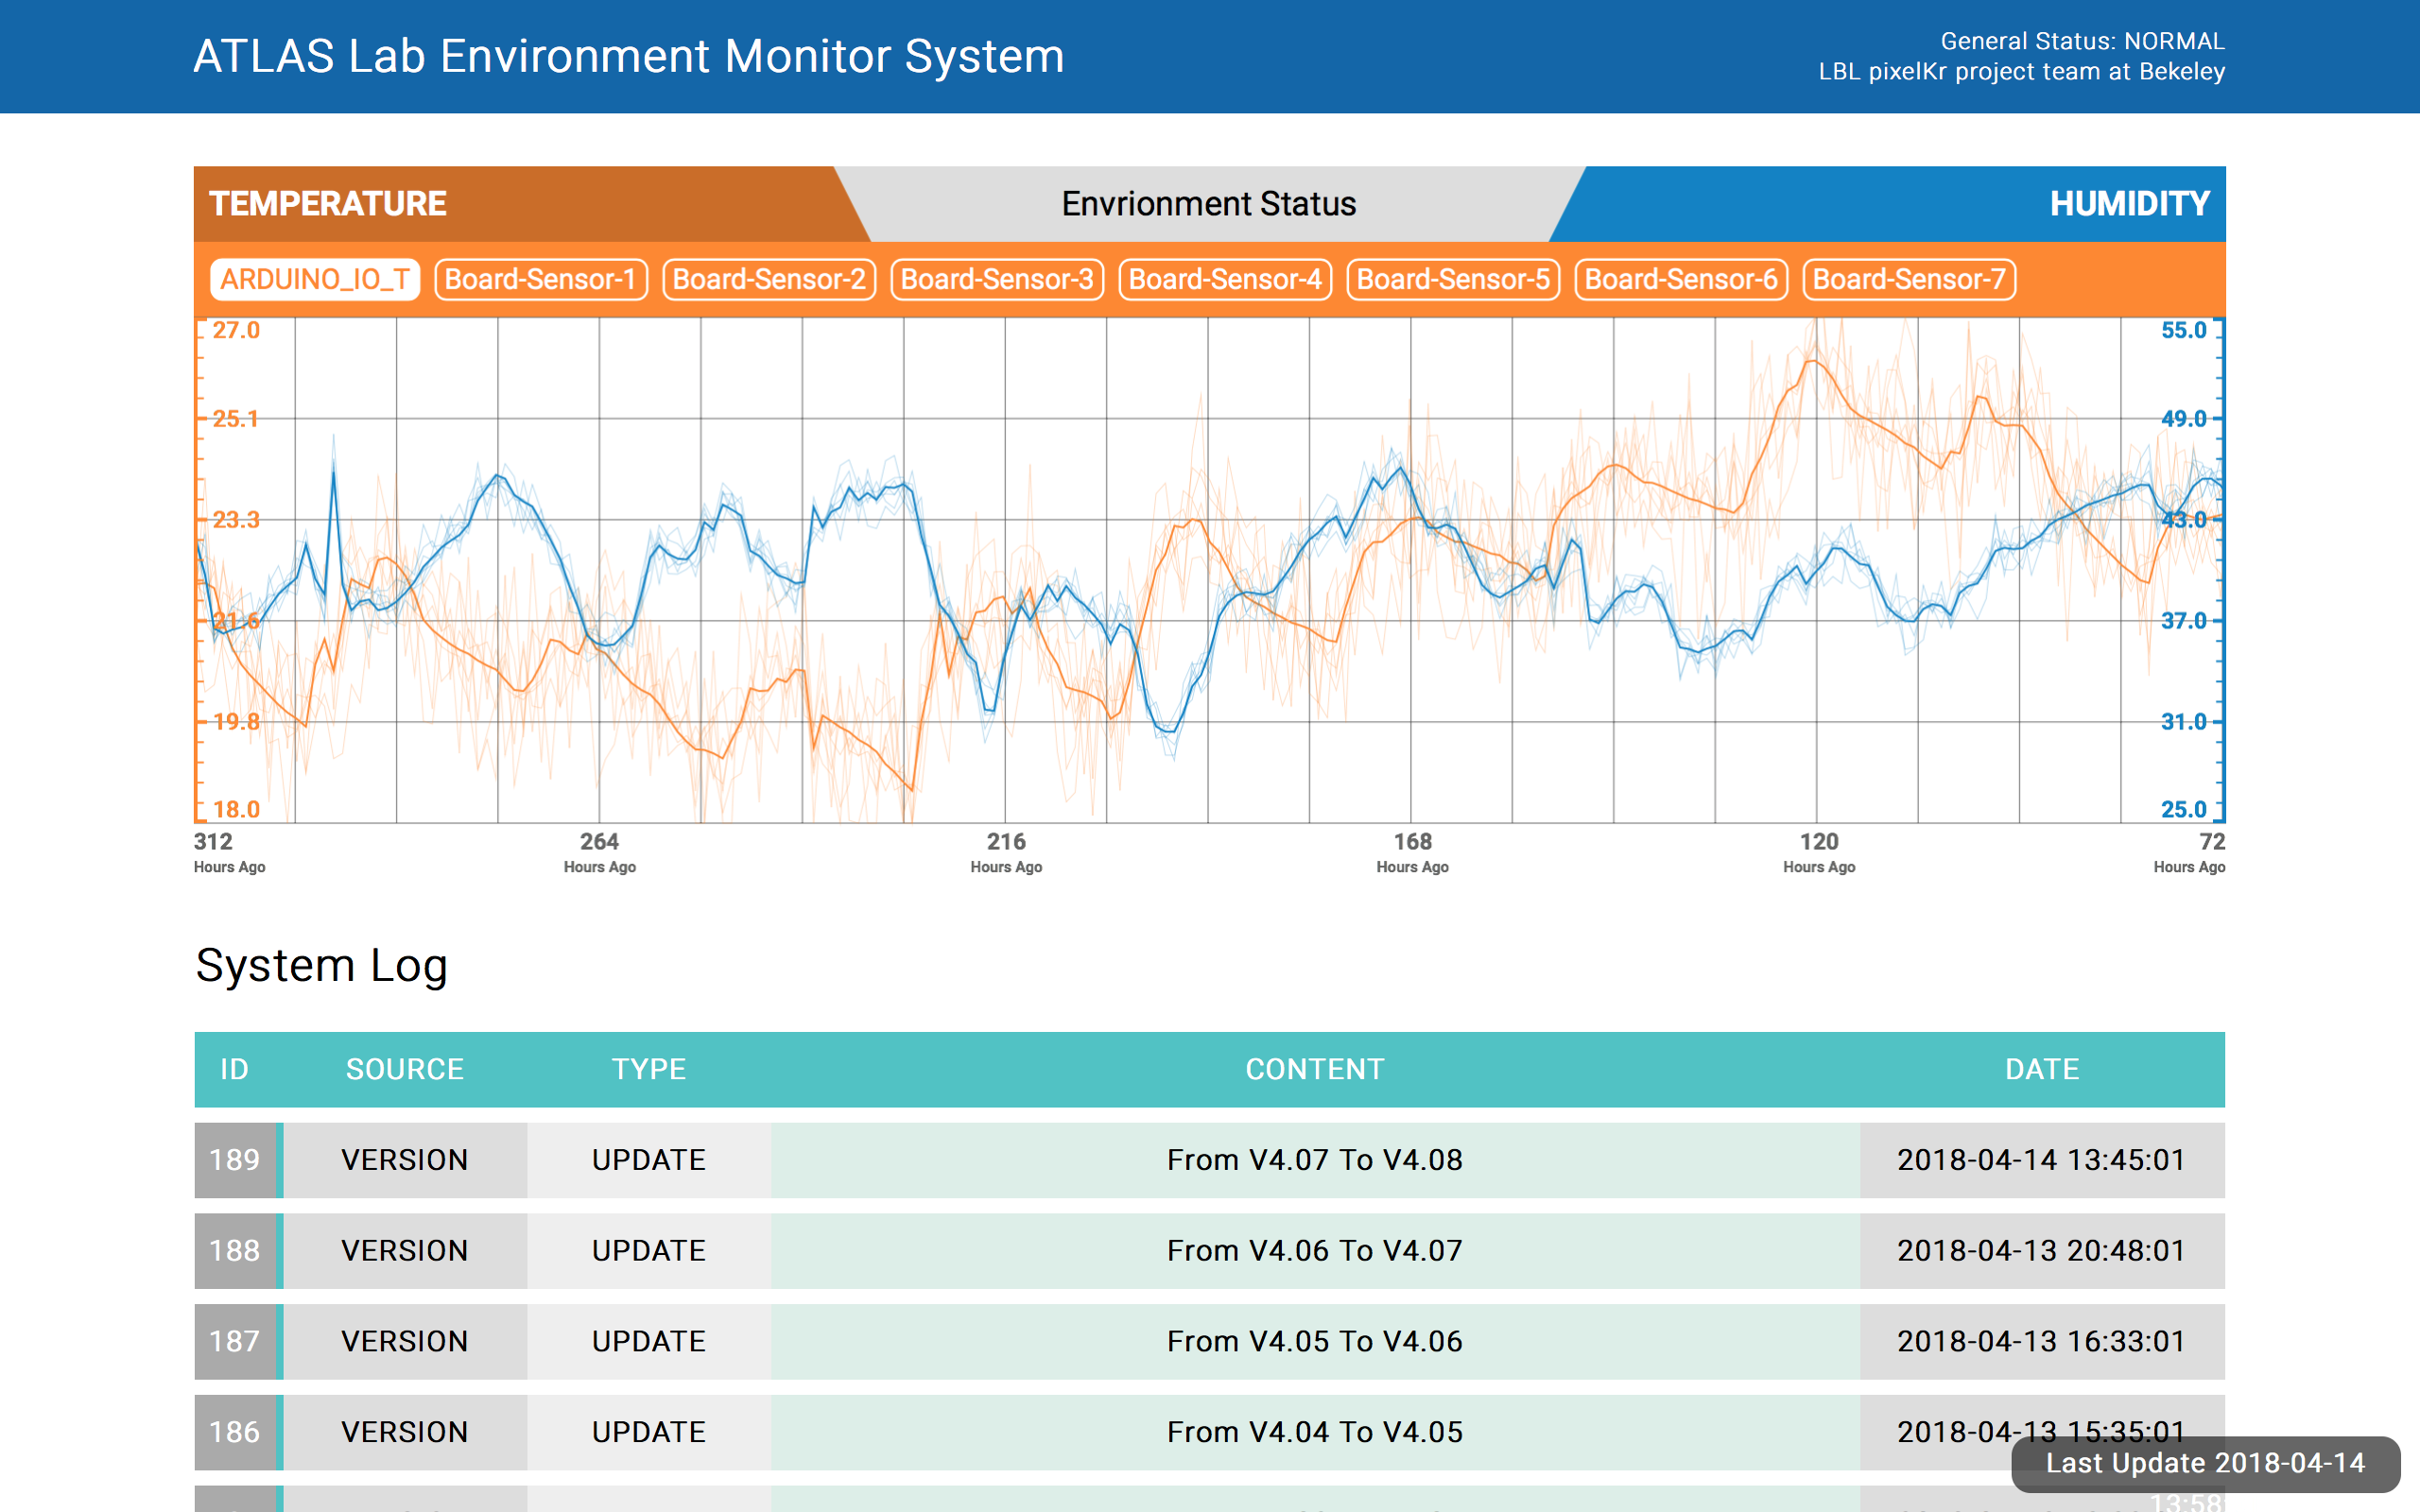 ATLAS Lab Environment Monitor System
General Status: NORMAL
LBL pixelKr project team at Bekeley
TEMPERATURE
Envrionment Status
HUMIDITY
ARDUINO_IO_T Board-Sensor-1 Board-Sensor-2 Board-Sensor-3 Board-Sensor-4 Board-Sensor-5 Board-Sensor-6 Board-Sensor-7
27.0 55.0
25.1 49.0
23.3 43.0
21.6 37.0
19.8 31.0
18.0 25.0
312 264 216 168 120 72
Hours Ago Hours Ago Hours Ago Hours Ago Hours Ago Hours Ago
System Log
ID SOURCE TYPE CONTENT DATE
189 VERSION UPDATE From V4.07 To V4.08 2018-04-14 13:45:01
188 VERSION UPDATE From V4.06 To V4.07 2018-04-13 20:48:01
187 VERSION UPDATE From V4.05 To V4.06 2018-04-13 16:33:01
186 VERSION UPDATE From V4.04 To V4.05 2018-04-13 15:35:01
Last Update 2018-04-14
13:58